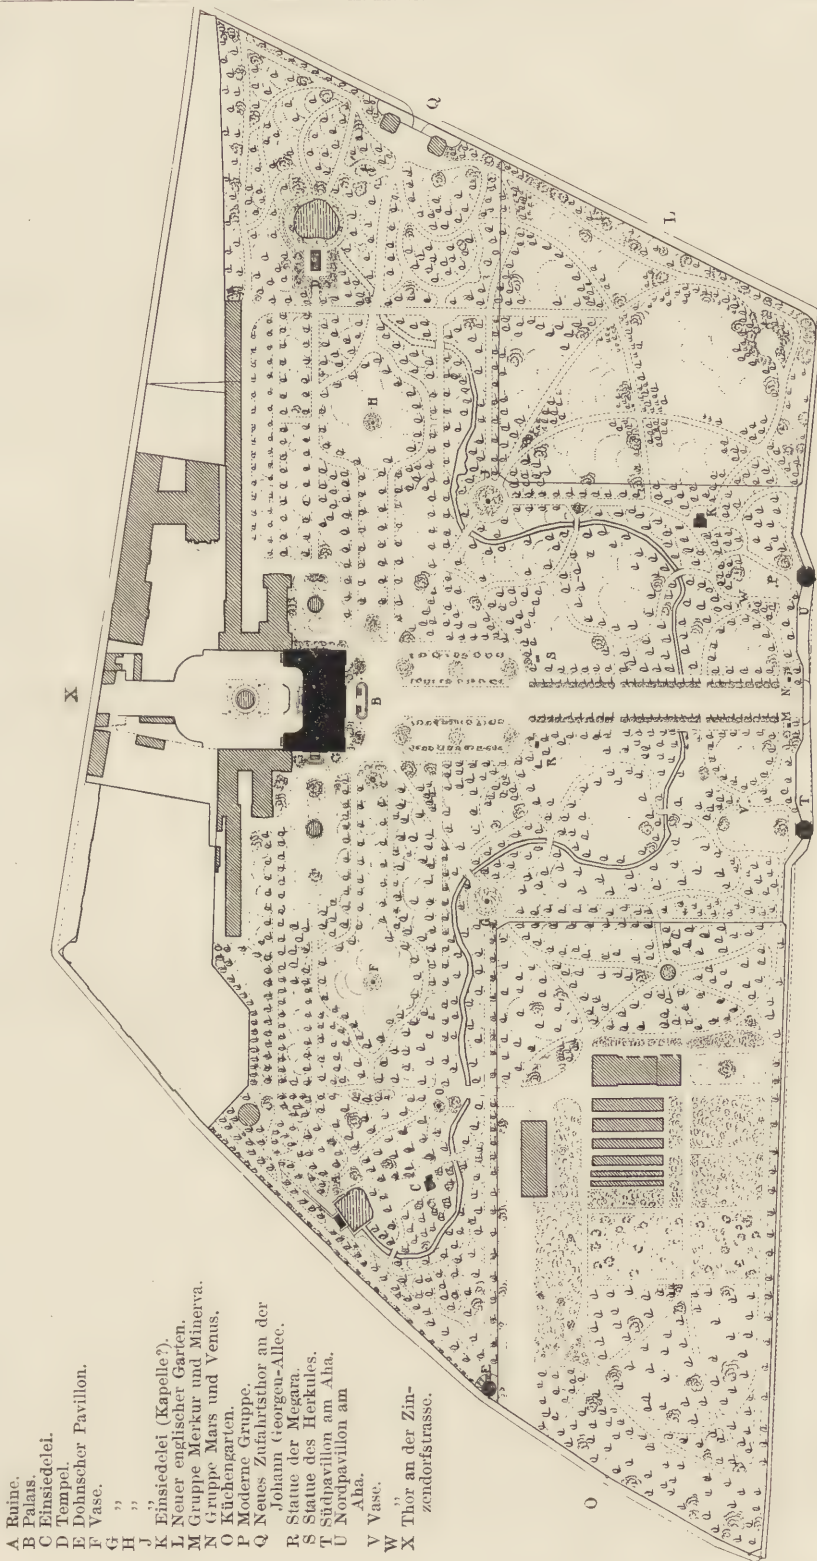 A Ruine.
B Palais.
C Einsiedelei.
D Tempel.
E Dohnscher Pavillon.
F Vase.
G „
H „
J „
K Einsiedelei (Kapelle?).
L Neuer englischer Garten.
M Gruppe Merkur und Minerva.
N Gruppe Mars und Venus.
O Küchengarten.
P Moderne Gruppe.
Q Neues Zufahrtsthor an der
Johann Georgen-Allee.
R Statue der Megara.
S Statue des Herkules.
T Südpavillon am Aha.
U Nordpavillon am
Aha.
V Vase.
W „
X Thor an der Zin-
zendorfstrasse.
X
Q
L
H
J
K
S
W
P
U
B
N
M
R
V
T
F
G
C
A
D
E
O